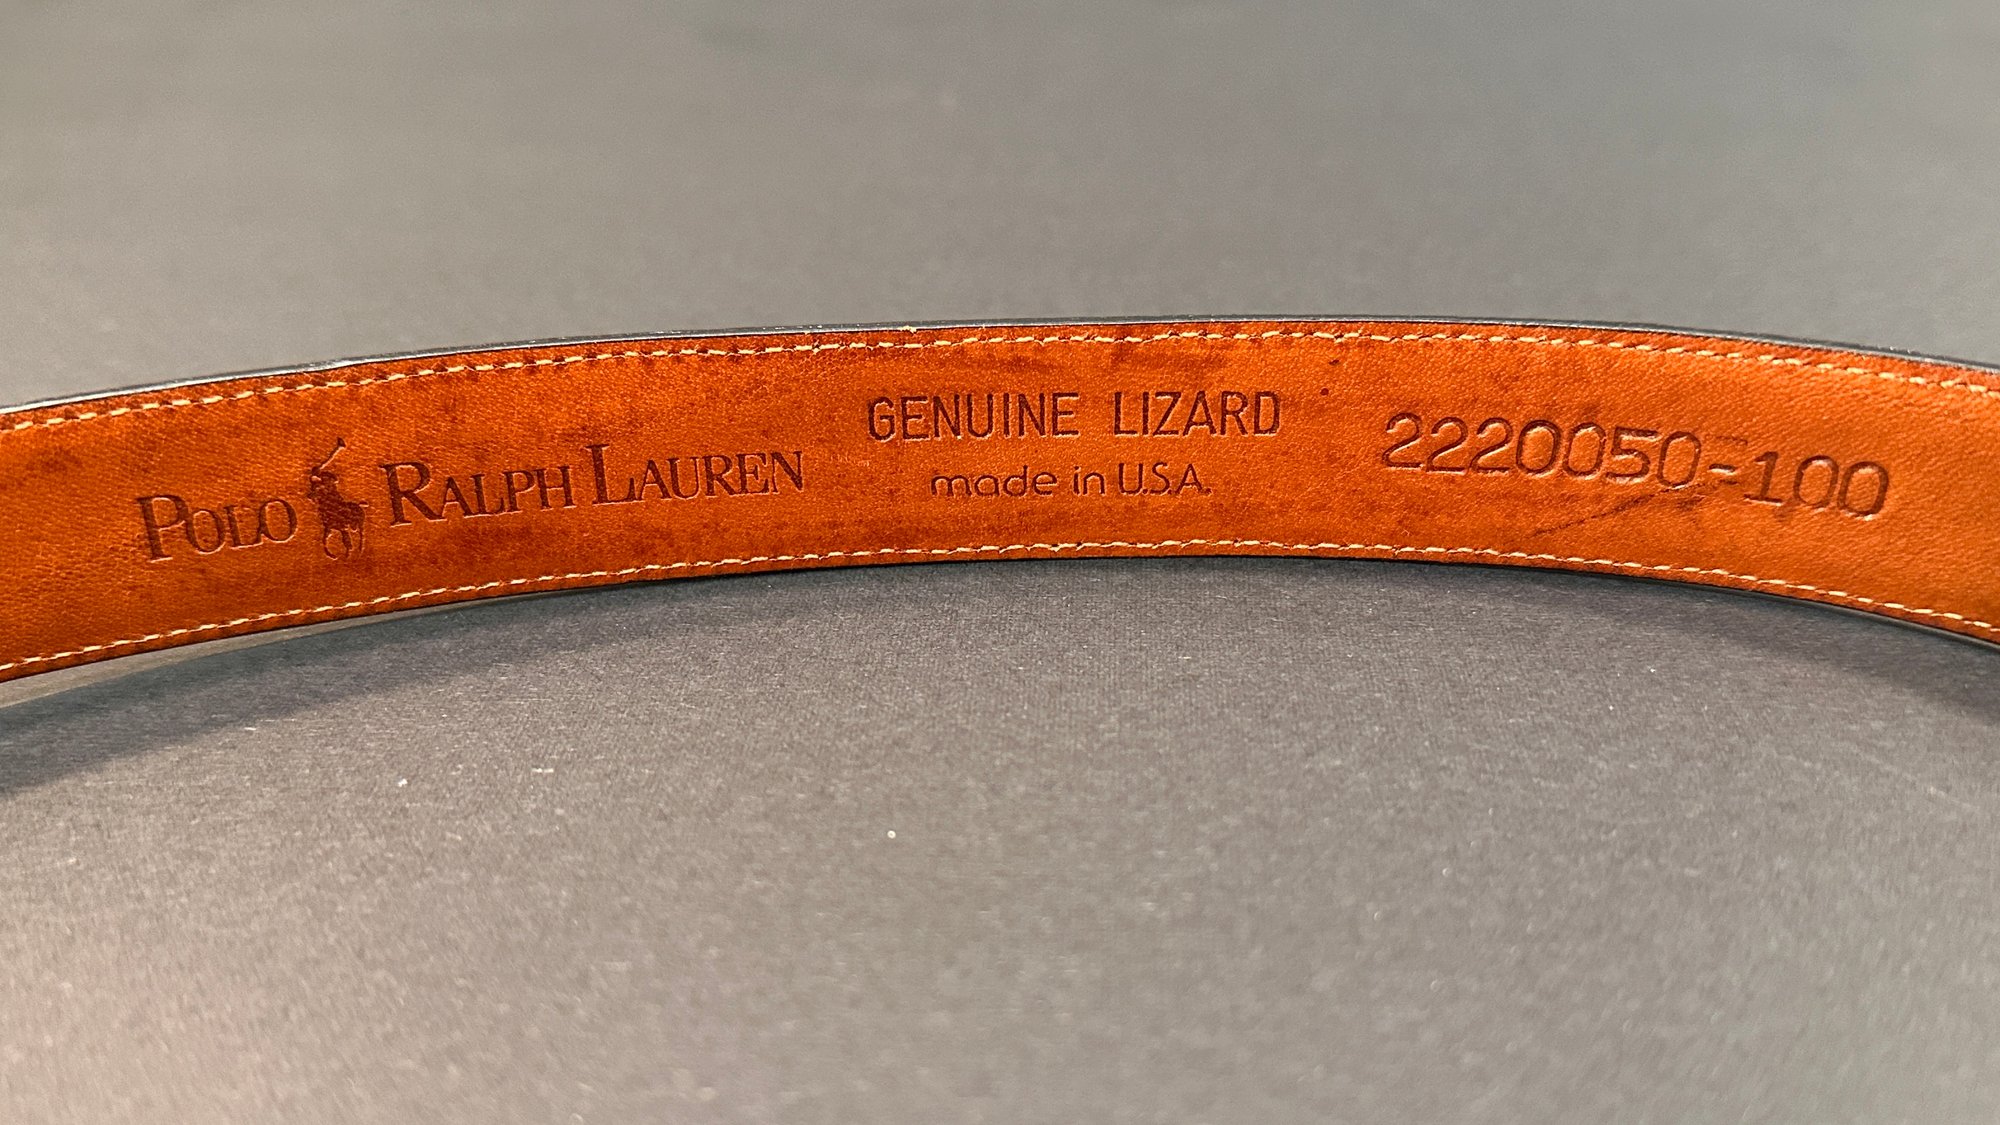 POLO RALPH LAUREN
GENUINE LIZARD
made in U.S.A.
2220050-100